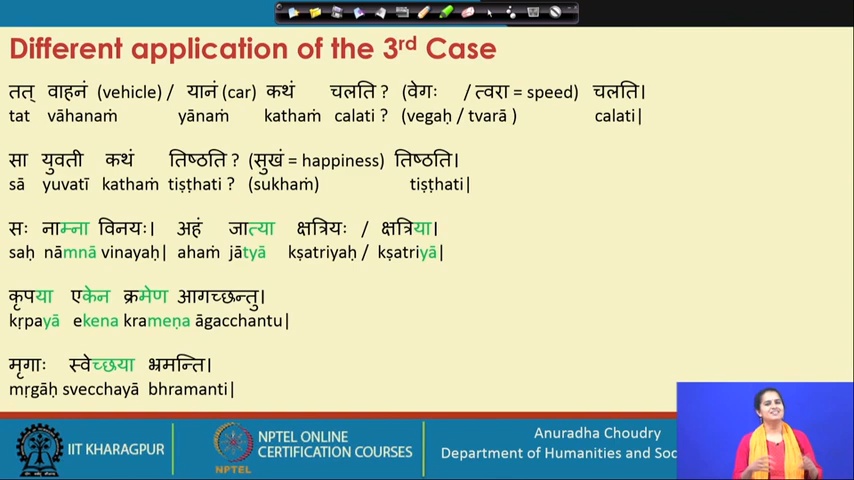 Different application of the 3rd Case
तत् वाहनं (vehicle) / यानं (car) कथं चलति ? (वेगः / त्वरा = speed) चलति।
tat vāhanaṁ yānaṁ kathaṁ calati ? (vegaḥ / tvarā ) calati|
सा युवती कथं तिष्ठति ? (सुखं = happiness) तिष्ठति।
sā yuvatī kathaṁ tiṣṭhati ? (sukhaṁ) tiṣṭhati|
सः नाम्ना विनयः। अहं जात्या क्षत्रियः / क्षत्रिया।
saḥ nāmnā vinayaḥ| ahaṁ jātyā kṣatriyaḥ / kṣatriyā|
कृपया एकेन क्रमेण आगच्छन्तु।
kṛpayā ekena krameṇa āgacchantu|
मृगाः स्वेच्छया भ्रमन्ति।
mṛgāḥ svecchayā bhramanti|
IIT KHARAGPUR
NPTEL
NPTEL ONLINE
CERTIFICATION COURSES
Anuradha Choudry
Department of Humanities and Soc